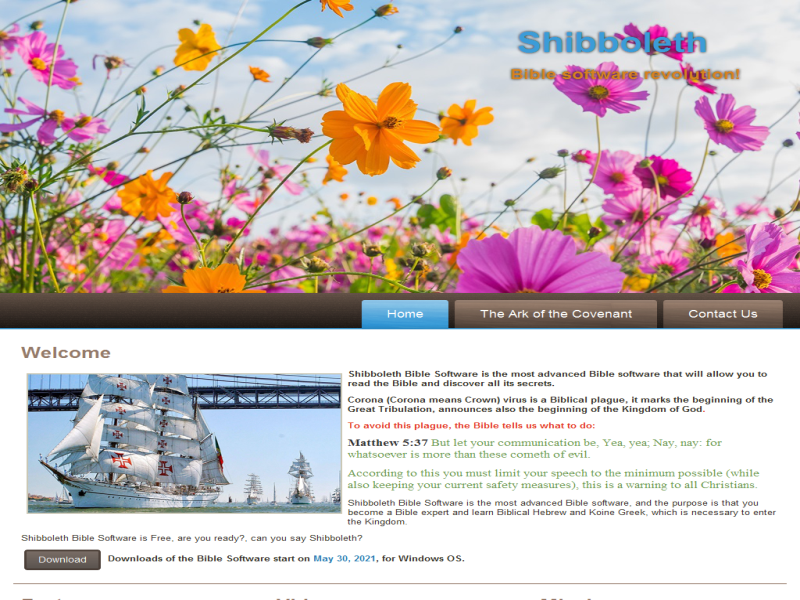 Shibboleth
Bible software revolution!
Home
The Ark of the Covenant
Contact Us
Welcome
Shibboleth Bible Software is the most advanced Bible software that will allow you to
read the Bible and discover all its secrets.
Corona (Corona means Crown) virus is a Biblical plague, it marks the beginning of the
Great Tribulation, announces also the beginning of the Kingdom of God.
To avoid this plague, the Bible tells us what to do:
Matthew 5:37 But let your communication be, Yea, yea; Nay, nay: for
whatsoever is more than these cometh of evil.
According to this you must limit your speech to the minimum possible (while
also keeping your current safety measures), this is a warning to all Christians.
Shibboleth Bible Software is the most advanced Bible software, and the purpose is that you
become a Bible expert and learn Biblical Hebrew and Koine Greek, which is necessary to enter
the Kingdom.
Shibboleth Bible Software is Free, are you ready?, can you say Shibboleth?
Download
Downloads of the Bible Software start on May 30, 2021, for Windows OS.